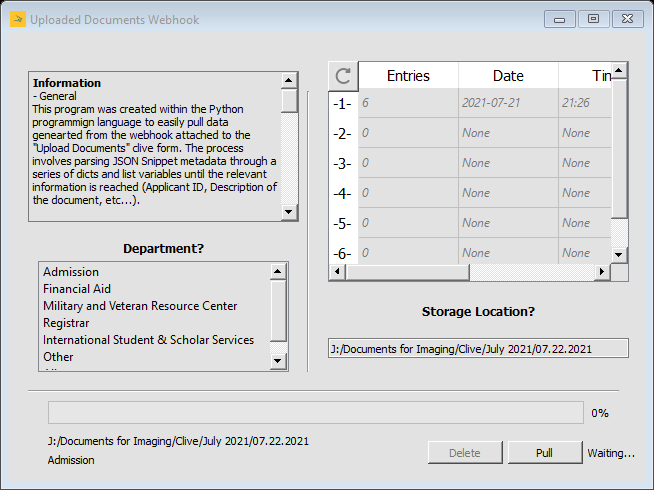 Uploaded Documents Webhook
Information
- General
This program was created within the Python
programmign language to easily pull data
genearted from the webhook attached to the
"Upload Documents" clive form. The process
involves parsing JSON Snippet metadata through a
series of dicts and list variables until the relevant
information is reached (Applicant ID, Description of
the document, etc...).
Department?
Admission
Financial Aid
Military and Veteran Resource Center
Registrar
International Student & Scholar Services
Other
Entries Date Tin
-1- 6 2021-07-21 21:26
-2- 0 None None
-3- 0 None None
-4- 0 None None
-5- 0 None None
-6- 0 None None
Storage Location?
J:/Documents for Imaging/Clive/July 2021/07.22.2021
0%
J:/Documents for Imaging/Clive/July 2021/07.22.2021
Admission
Delete
Pull
Waiting...